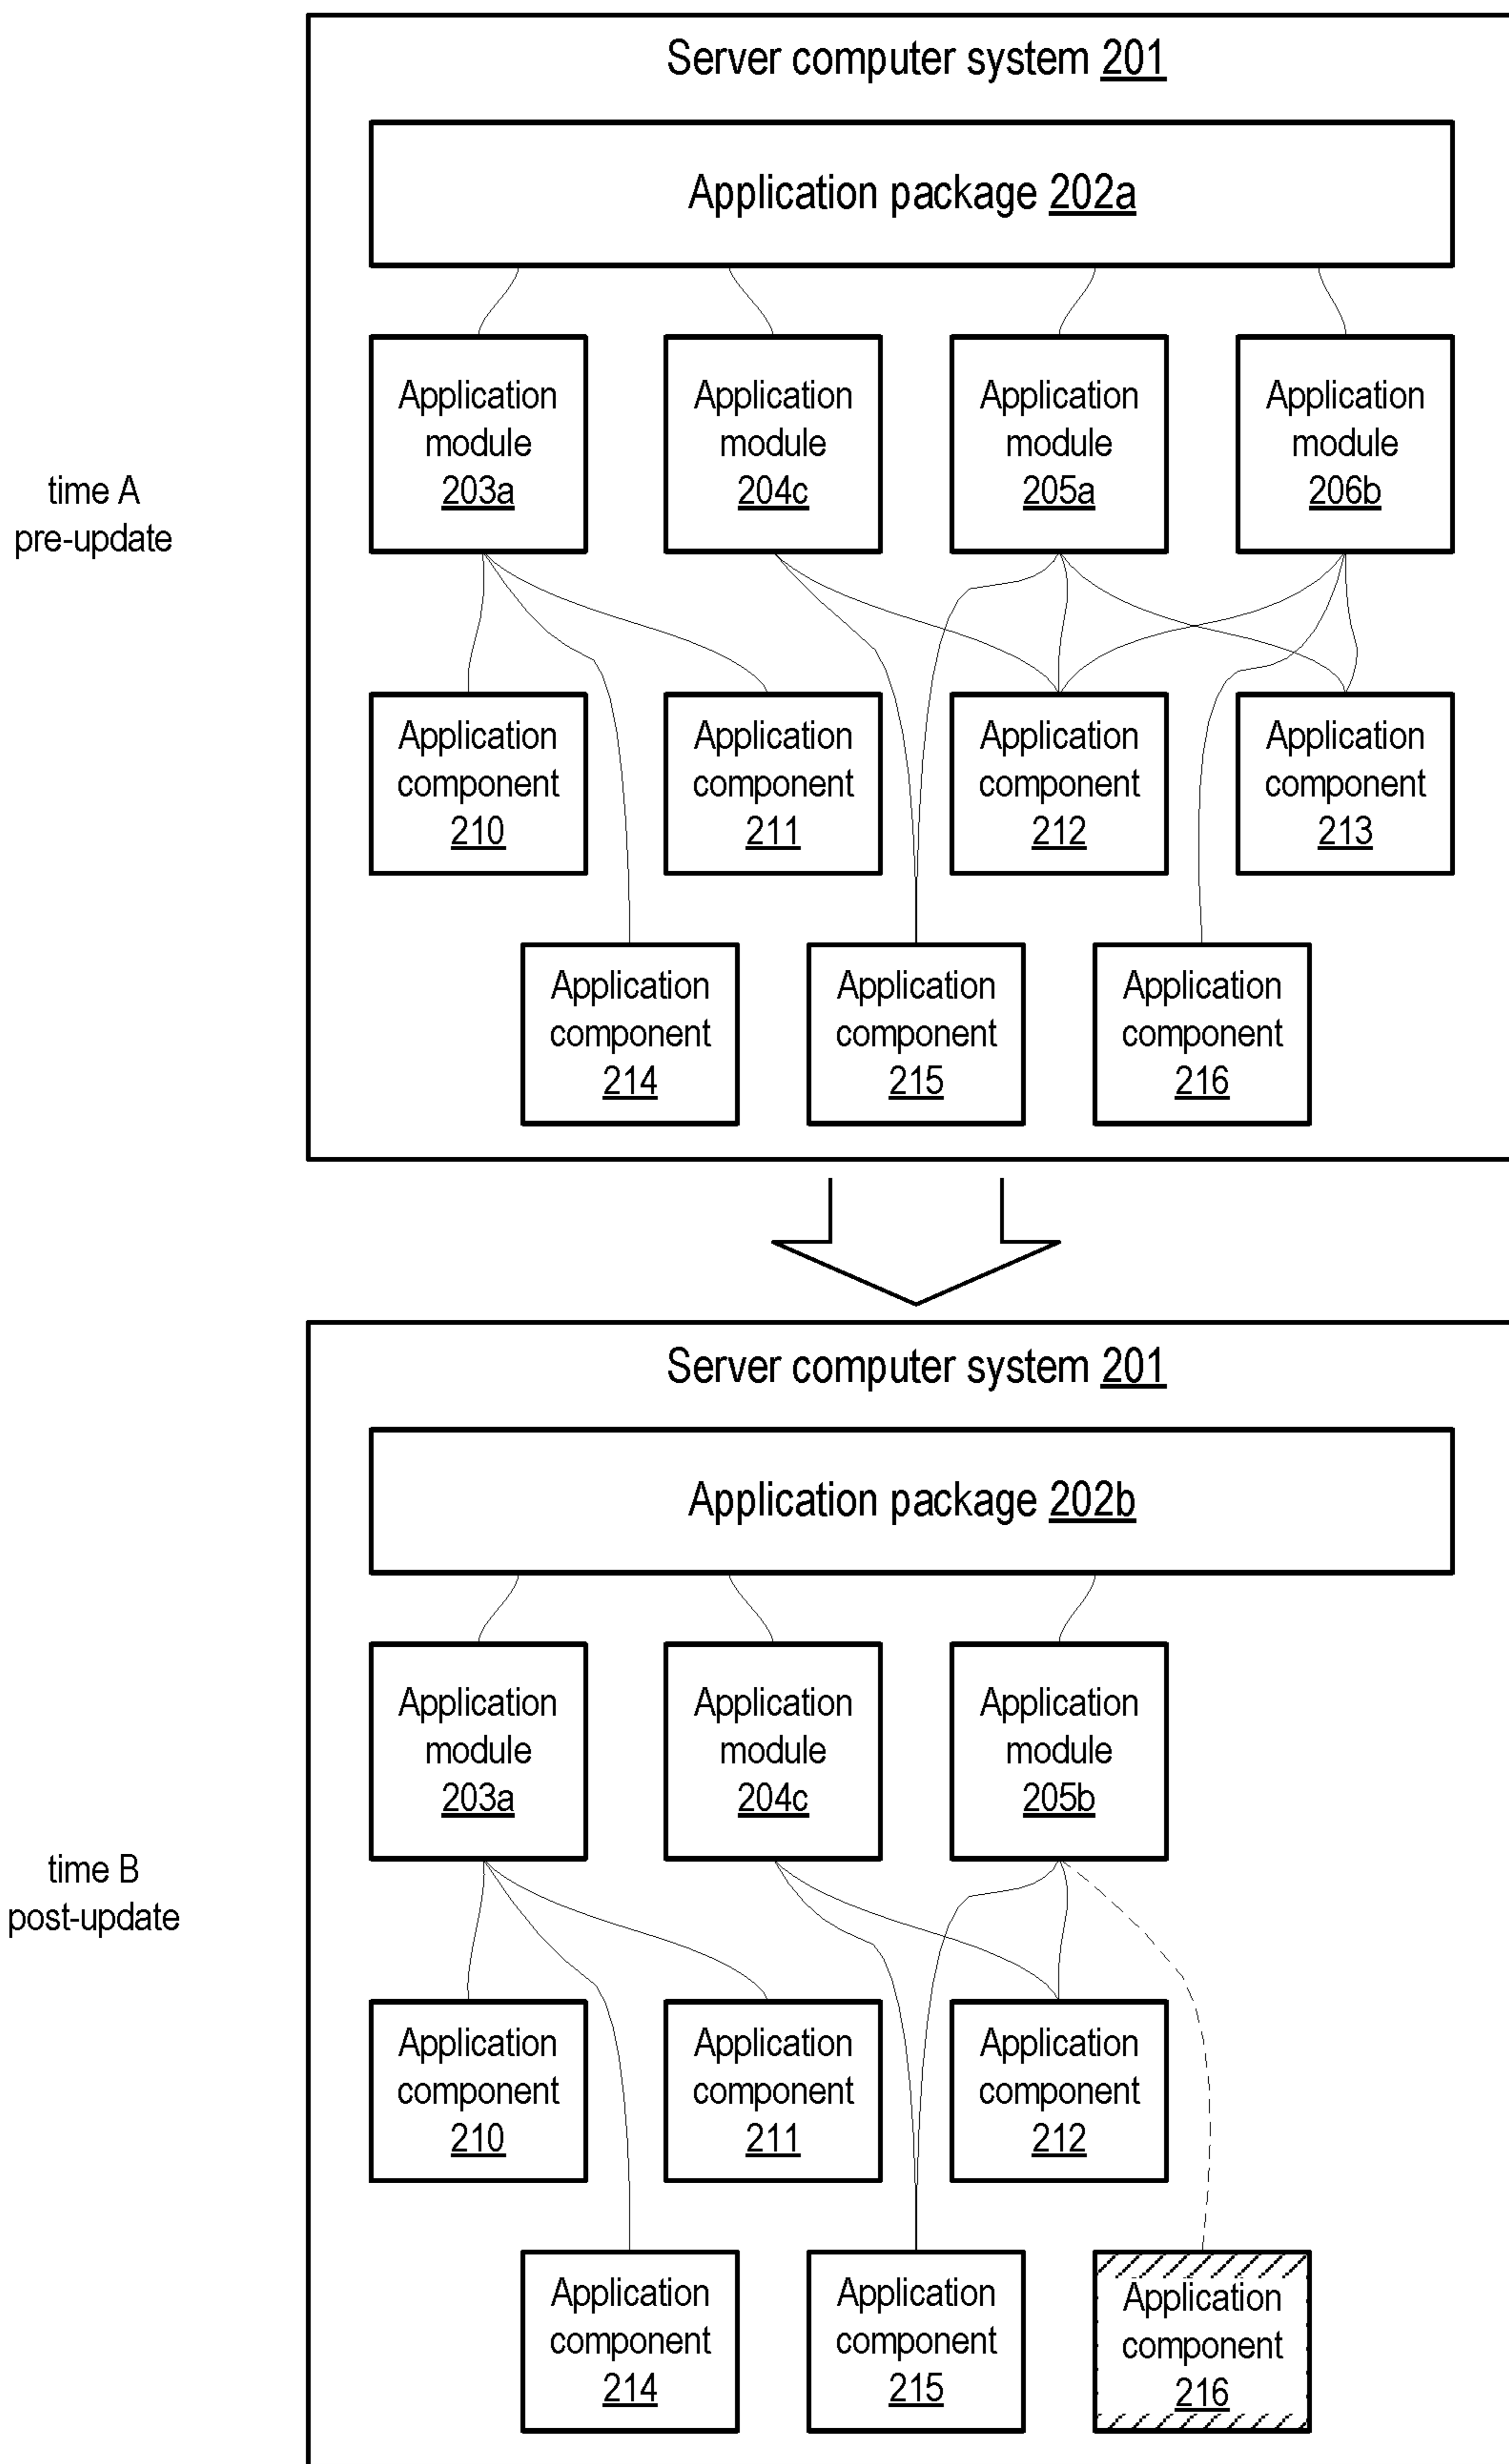 Server computer system 201
Application package 202a
Application
module
203a
Application
module
204c
Application
module
205a
Application
module
206b
time A
pre-update
Application
component
210
Application
component
211
Application
component
212
Application
component
213
Application
component
214
Application
component
215
Application
component
216
Server computer system 201
Application package 202b
Application
module
203a
Application
module
204c
Application
module
205b
time B
post-update
Application
component
210
Application
component
211
Application
component
212
Application
component
214
Application
component
215
Application
component
216